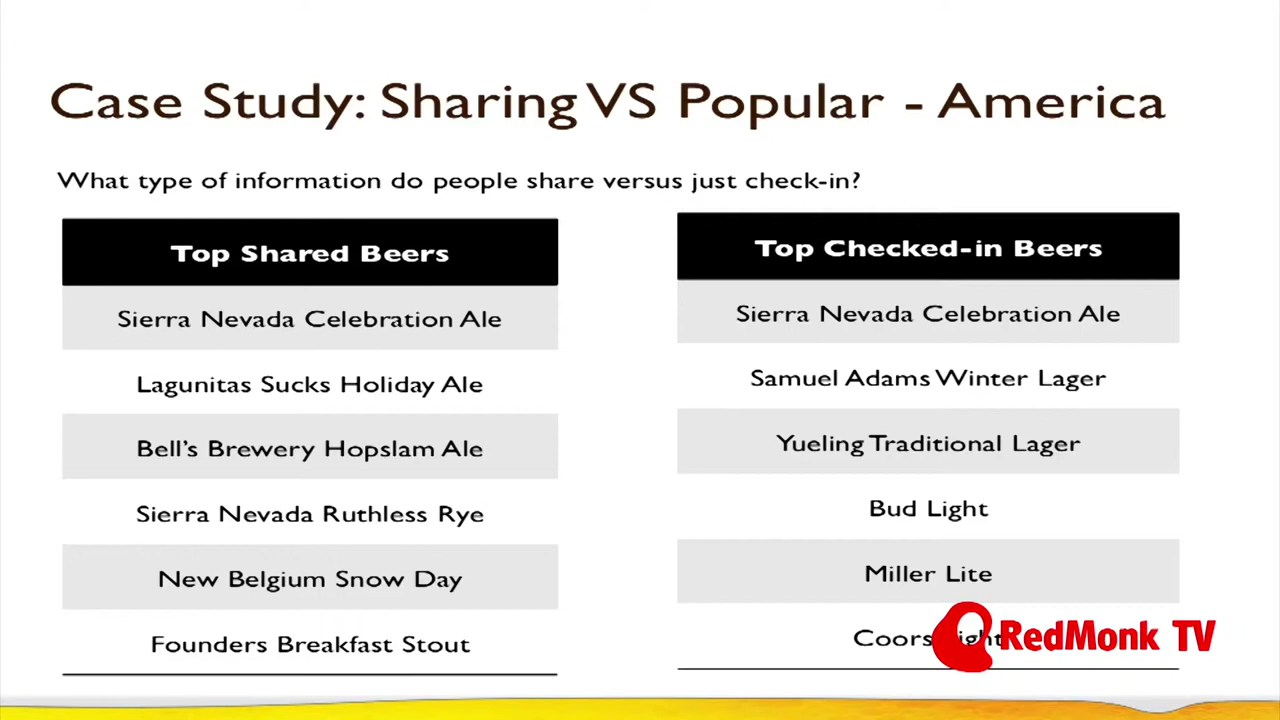 Case Study: Sharing VS Popular - America
What type of information do people share versus just check-in?
Top Shared Beers
Sierra Nevada Celebration Ale
Lagunitas Sucks Holiday Ale
Bell's Brewery Hopslam Ale
Sierra Nevada Ruthless Rye
New Belgium Snow Day
Founders Breakfast Stout
Top Checked-in Beers
Sierra Nevada Celebration Ale
Samuel Adams Winter Lager
Yueling Traditional Lager
Bud Light
Miller Lite
Coors Light
RedMonk TV